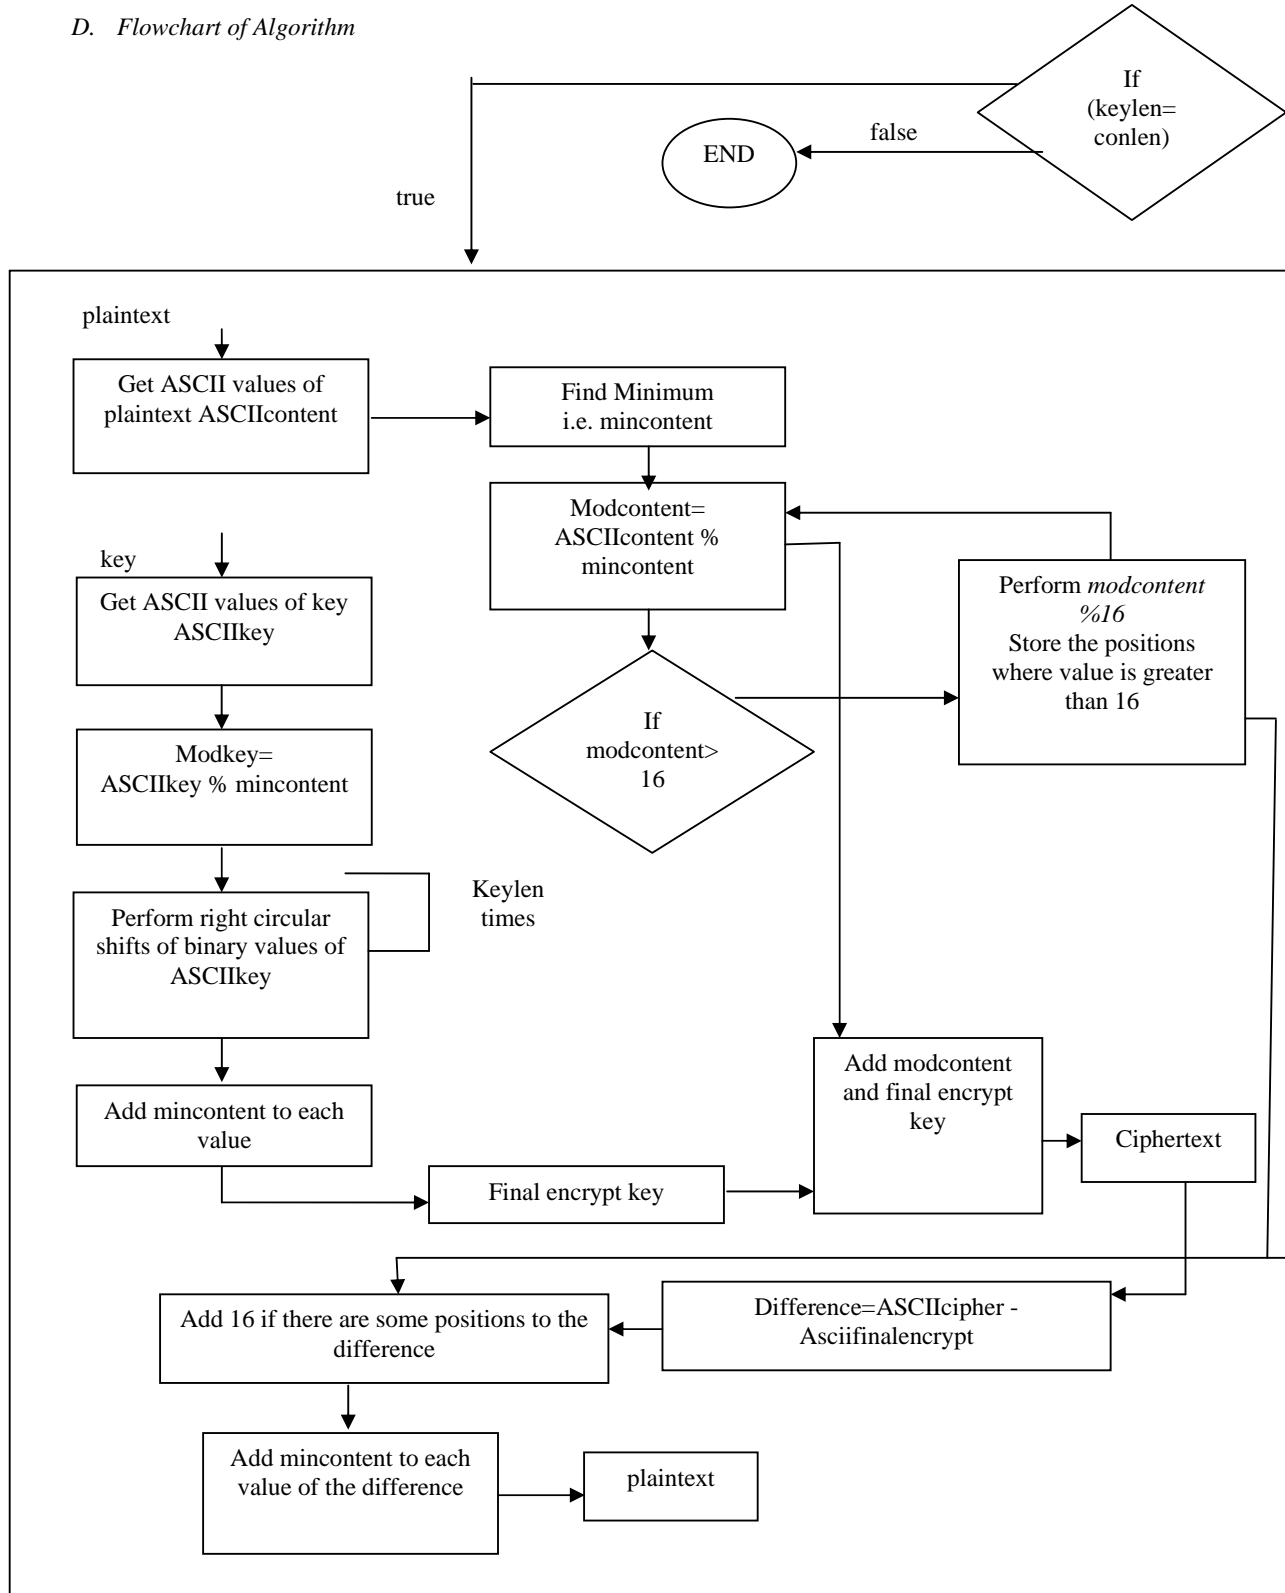 D. Flowchart of Algorithm
If
(keylen=
conlen)
false
END
true
plaintext
Get ASCII values of
plaintext ASCIIcontent
Find Minimum
i.e. mincontent
Modcontent=
ASCIIcontent %
mincontent
key
Get ASCII values of key
ASCIIkey
Perform modcontent
%16
Store the positions
where value is greater
than 16
If
modcontent>
16
Modkey=
ASCIIkey % mincontent
Keylen
times
Perform right circular
shifts of binary values of
ASCIIkey
Add mincontent to each
value
Add modcontent
and final encrypt
key
Ciphertext
Final encrypt key
Add 16 if there are some positions to the
difference
Difference=ASCIIcipher -
Asciifinalencrypt
Add mincontent to each
value of the difference
plaintext